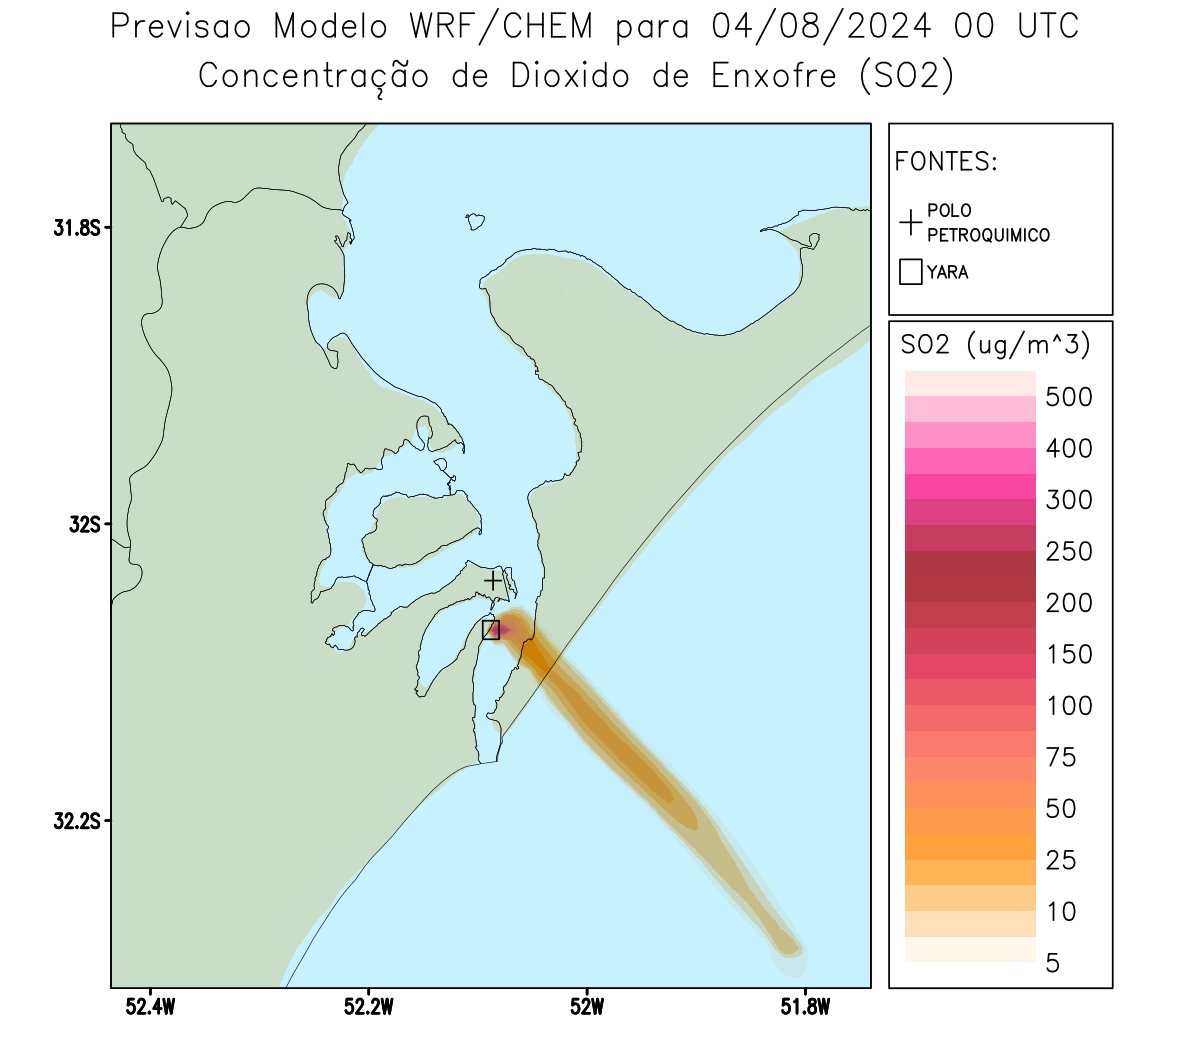 Previsao Modelo WRF/CHEM para 04/08/2024 00 UTC
Concentração de Dioxido de Enxofre (SO2)
FONTES:
POLO
PETROQUIMICO
YARA
31.8S
32S
32.2S
52.4W
52.2W
52W
51.8W
SO2 (ug/m^3)
500
400
300
250
200
150
100
75
50
25
10
5